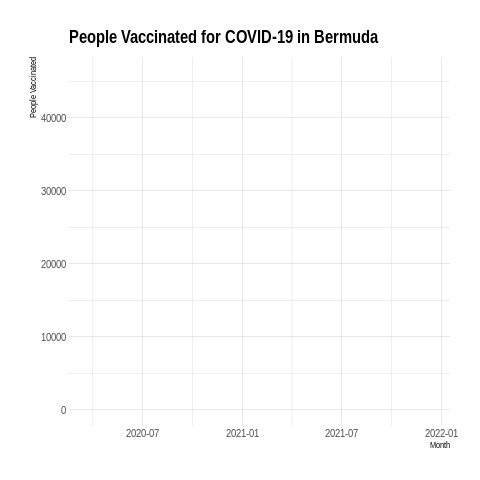 People Vaccinated for COVID-19 in Bermuda
People Vaccinated
40000
30000
20000
10000
0
2020-07 2021-01 2021-07 2022-01
Month